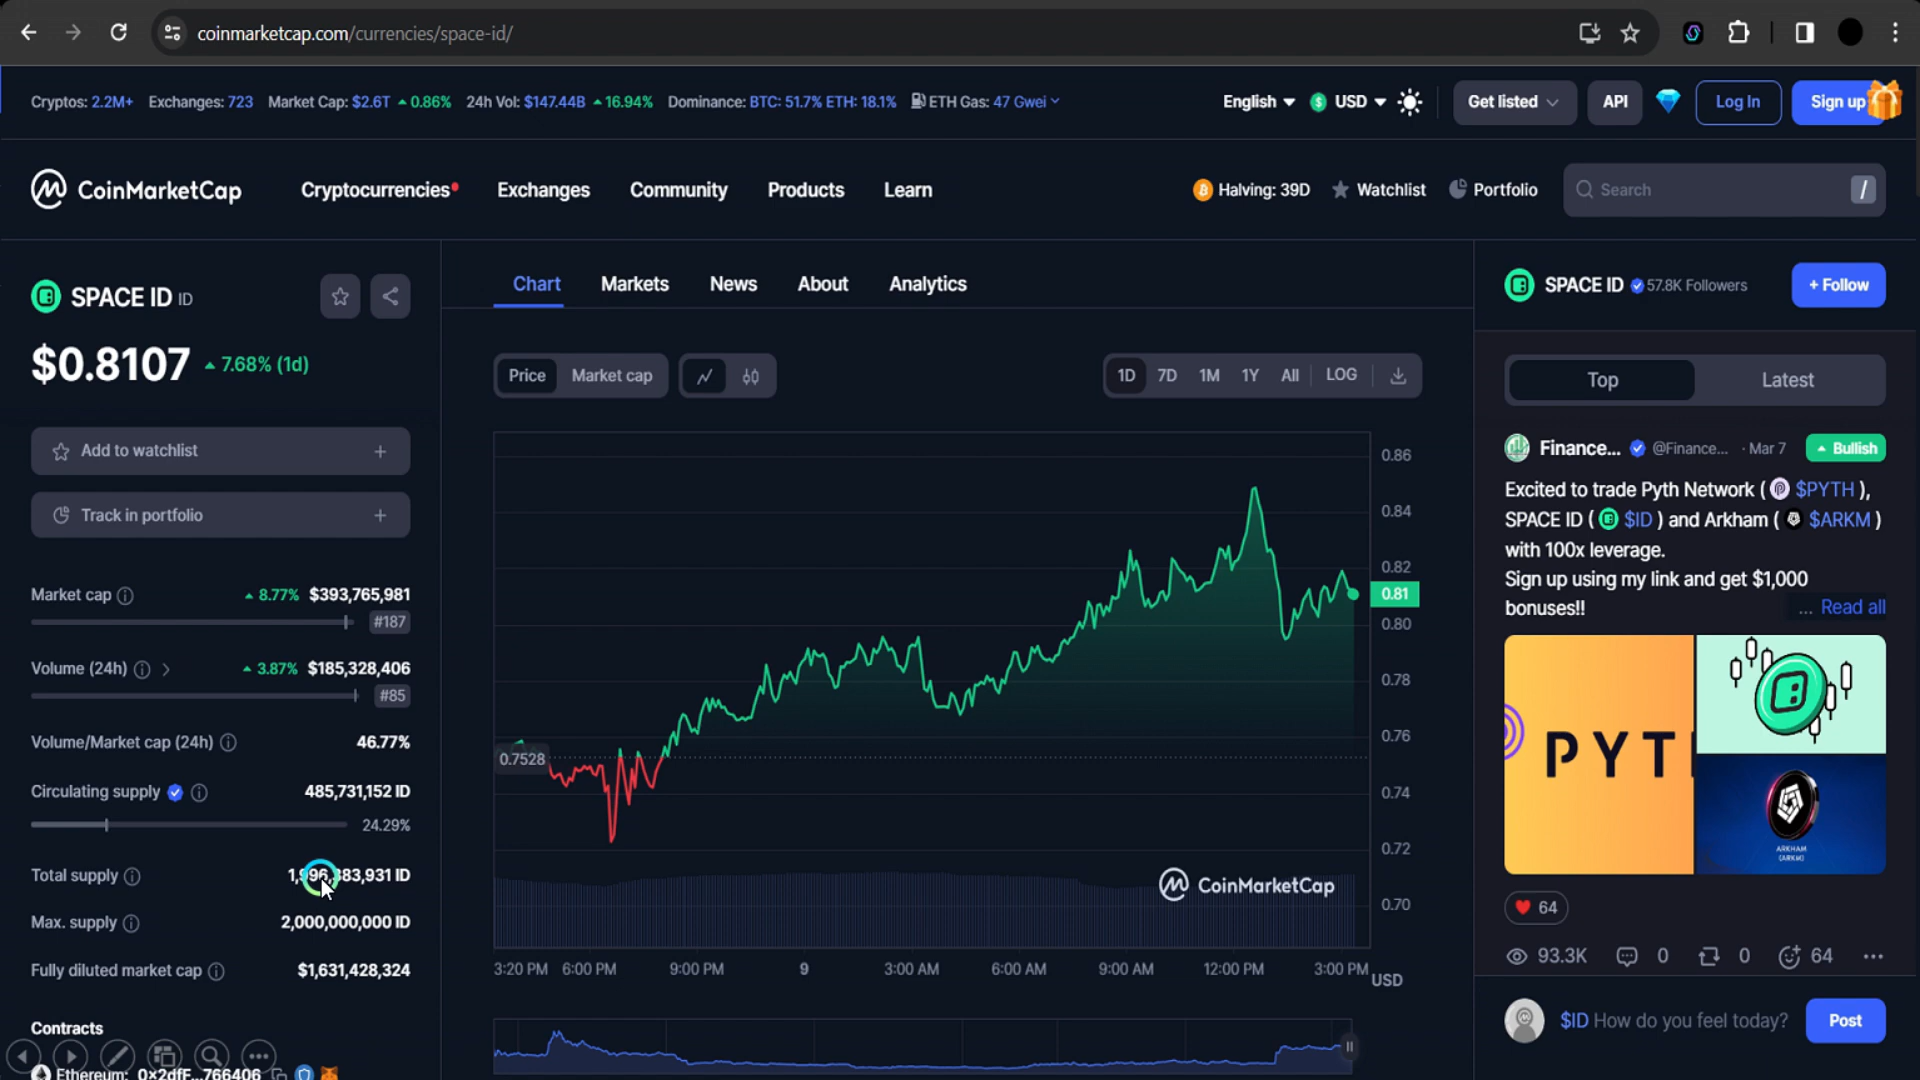 coinmarketcap.com/currencies/space-id/
Cryptos: 2.2M+ Exchanges: 723 Market Cap: $2.6T 0.86% 24h Vol: $147.44B 16.94% Dominance: BTC: 51.7% ETH: 18.1% ETH Gas: 47 Gwei
English USD Get listed API Log In Sign up
CoinMarketCap Cryptocurrencies Exchanges Community Products Learn Halving: 39D Watchlist Portfolio Search /
SPACE ID ID
$0.8107 7.68% (1d)
Add to watchlist +
Track in portfolio +
Market cap 8.77% $393,765,981
#187
Volume (24h) 3.87% $185,328,406
#85
Volume/Market cap (24h) 46.77%
Circulating supply 485,731,152 ID
24.29%
Total supply 1,996,383,931 ID
Max. supply 2,000,000,000 ID
Fully diluted market cap $1,631,428,324
Contracts
Ethereum: 0x2dfF...766406
Chart Markets News About Analytics
Price Market cap 1D 7D 1M 1Y All LOG
0.86
0.84
0.82
0.81
0.80
0.78
0.76
0.7528
0.74
0.72
0.70
CoinMarketCap
3:20 PM 6:00 PM 9:00 PM 9 3:00 AM 6:00 AM 9:00 AM 12:00 PM 3:00 PM
USD
SPACE ID 57.8K Followers + Follow
Top Latest
Finance... @Finance... · Mar 7 Bullish
Excited to trade Pyth Network ( $PYTH ),
SPACE ID ( $ID ) and Arkham ( $ARKM )
with 100x leverage.
Sign up using my link and get $1,000
bonuses!! ... Read all
PYTH
ARKHAM
(ARKM)
64
93.3K 0 0 64 ...
$ID How do you feel today? Post